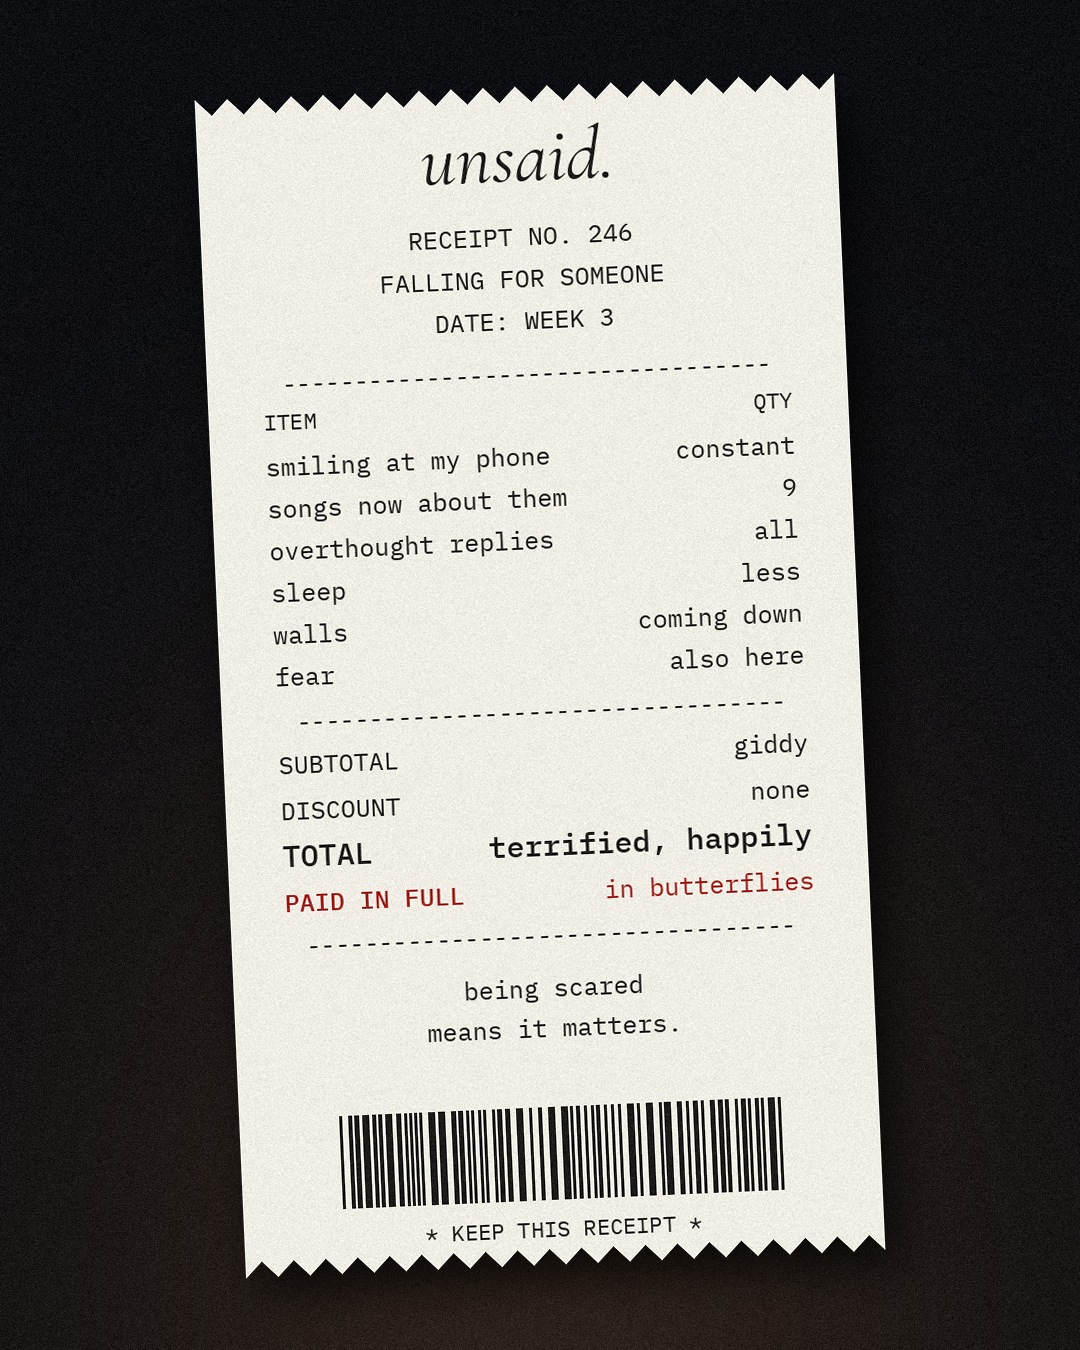 unsaid.
RECEIPT NO. 246
FALLING FOR SOMEONE
DATE: WEEK 3
----------------------------------
ITEM QTY
smiling at my phone constant
songs now about them 9
overthought replies all
sleep less
walls coming down
fear also here
----------------------------------
SUBTOTAL giddy
DISCOUNT none
TOTAL terrified, happily
PAID IN FULL in butterflies
----------------------------------
being scared
means it matters.
* KEEP THIS RECEIPT *